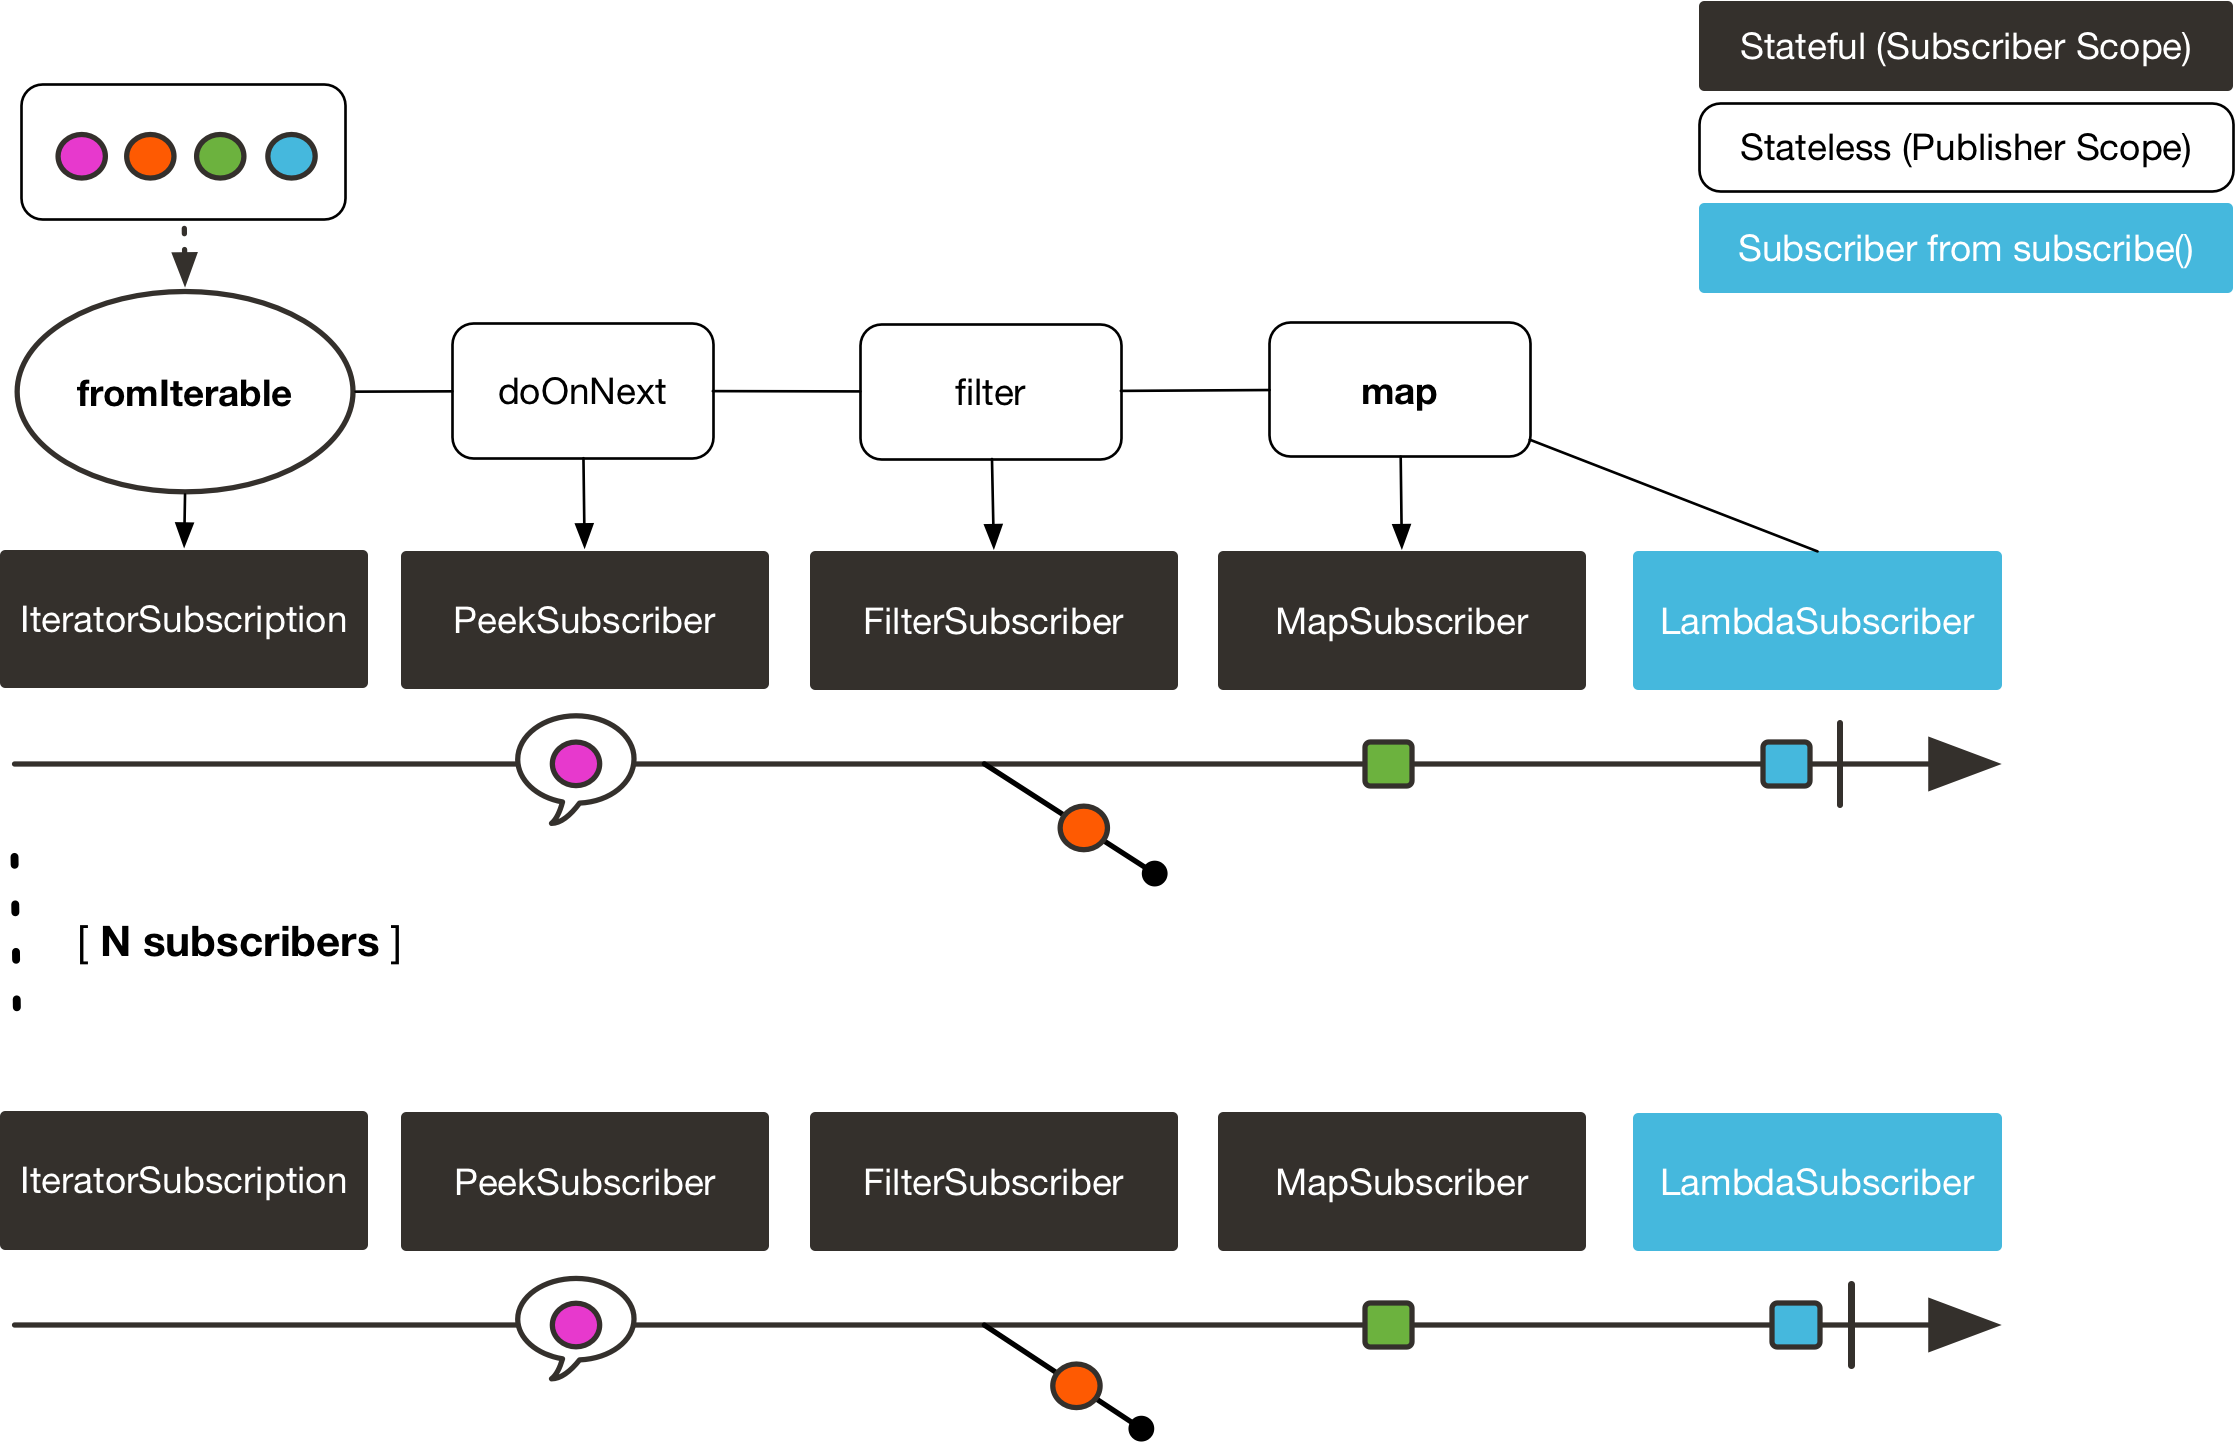 Stateful (Subscriber Scope)
Stateless (Publisher Scope)
Subscriber from subscribe()
fromIterable
doOnNext
filter
map
IteratorSubscription
PeekSubscriber
FilterSubscriber
MapSubscriber
LambdaSubscriber
[ N subscribers ]
IteratorSubscription
PeekSubscriber
FilterSubscriber
MapSubscriber
LambdaSubscriber